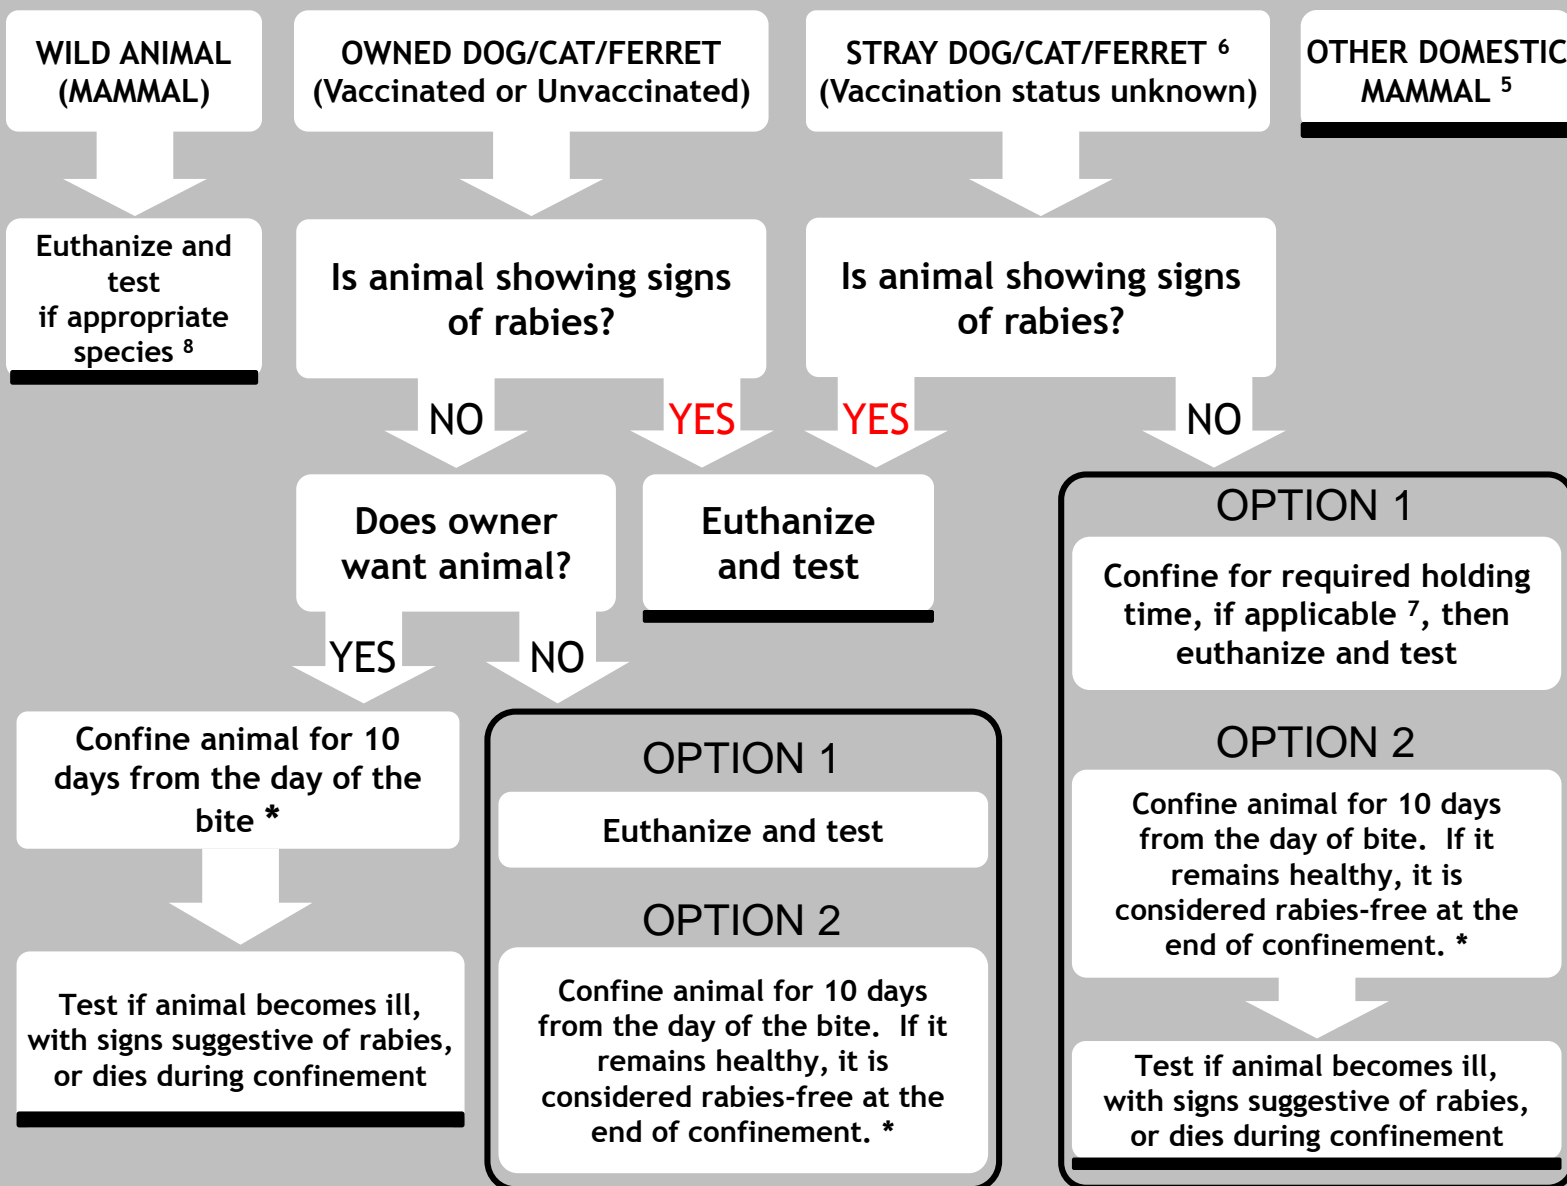 WILD ANIMAL
(MAMMAL)
OWNED DOG/CAT/FERRET
(Vaccinated or Unvaccinated)
STRAY DOG/CAT/FERRET 6
(Vaccination status unknown)
OTHER DOMESTIC
MAMMAL 5
Euthanize and
test
if appropriate
species 8
Is animal showing signs
of rabies?
Is animal showing signs
of rabies?
NO
YES
YES
NO
Does owner
want animal?
Euthanize
and test
YES
NO
Confine animal for 10
days from the day of the
bite *
Test if animal becomes ill,
with signs suggestive of rabies,
or dies during confinement
OPTION 1
Euthanize and test
OPTION 2
Confine animal for 10 days
from the day of the bite. If it
remains healthy, it is
considered rabies-free at the
end of confinement. *
OPTION 1
Confine for required holding
time, if applicable 7, then
euthanize and test
OPTION 2
Confine animal for 10 days
from the day of bite. If it
remains healthy, it is
considered rabies-free at the
end of confinement. *
Test if animal becomes ill,
with signs suggestive of rabies,
or dies during confinement